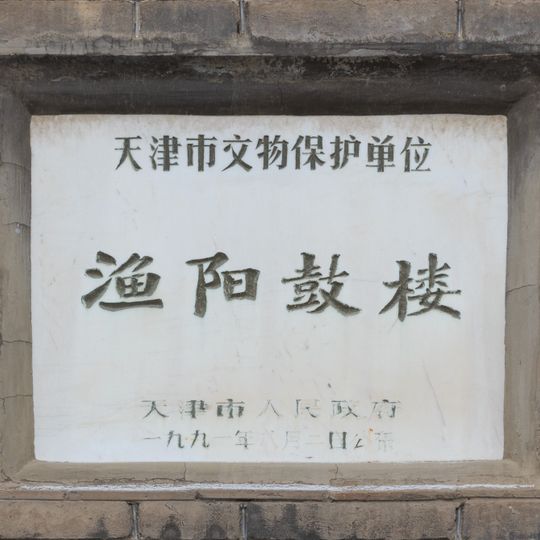 天津市文物保护单位
渔阳鼓楼
天津市人民政府
一九九一年八月二日公布